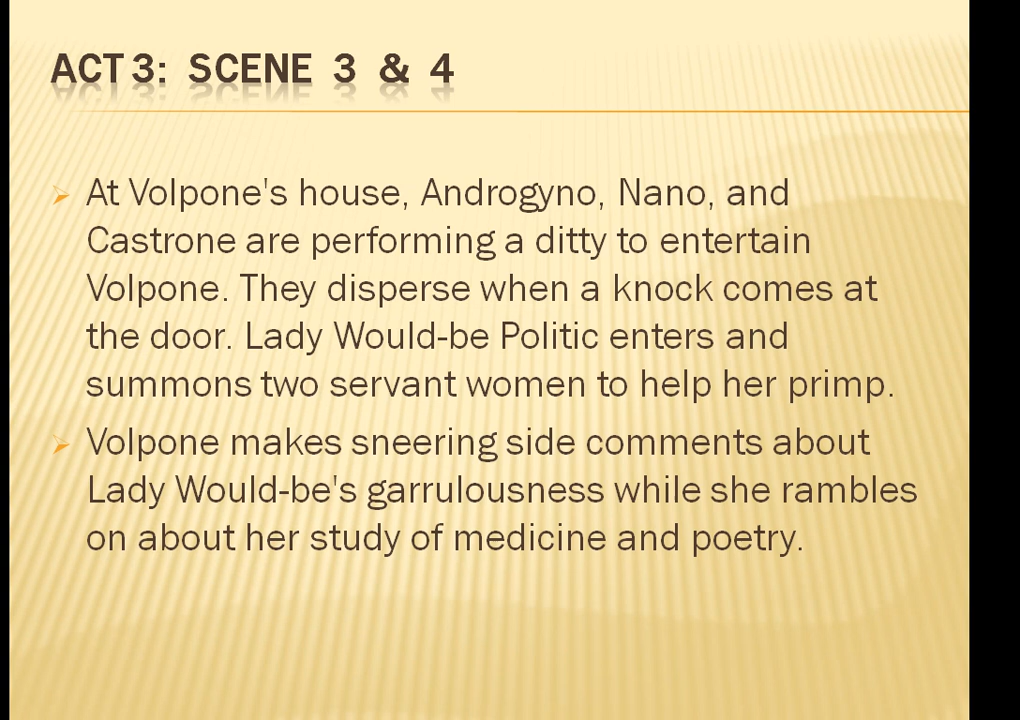 ACT 3: SCENE 3 & 4
At Volpone's house, Androgyno, Nano, and
Castrone are performing a ditty to entertain
Volpone. They disperse when a knock comes at
the door. Lady Would-be Politic enters and
summons two servant women to help her primp.
Volpone makes sneering side comments about
Lady Would-be's garrulousness while she rambles
on about her study of medicine and poetry.